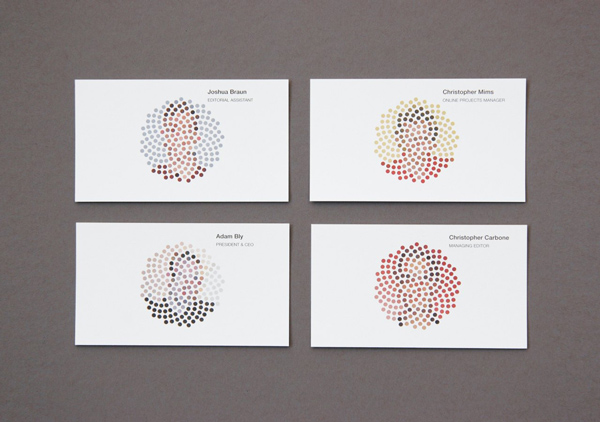 Joshua Braun
EDITORIAL ASSISTANT
Christopher Mims
ONLINE PROJECTS MANAGER
Adam Bly
PRESIDENT & CEO
Christopher Carbone
MANAGING EDITOR